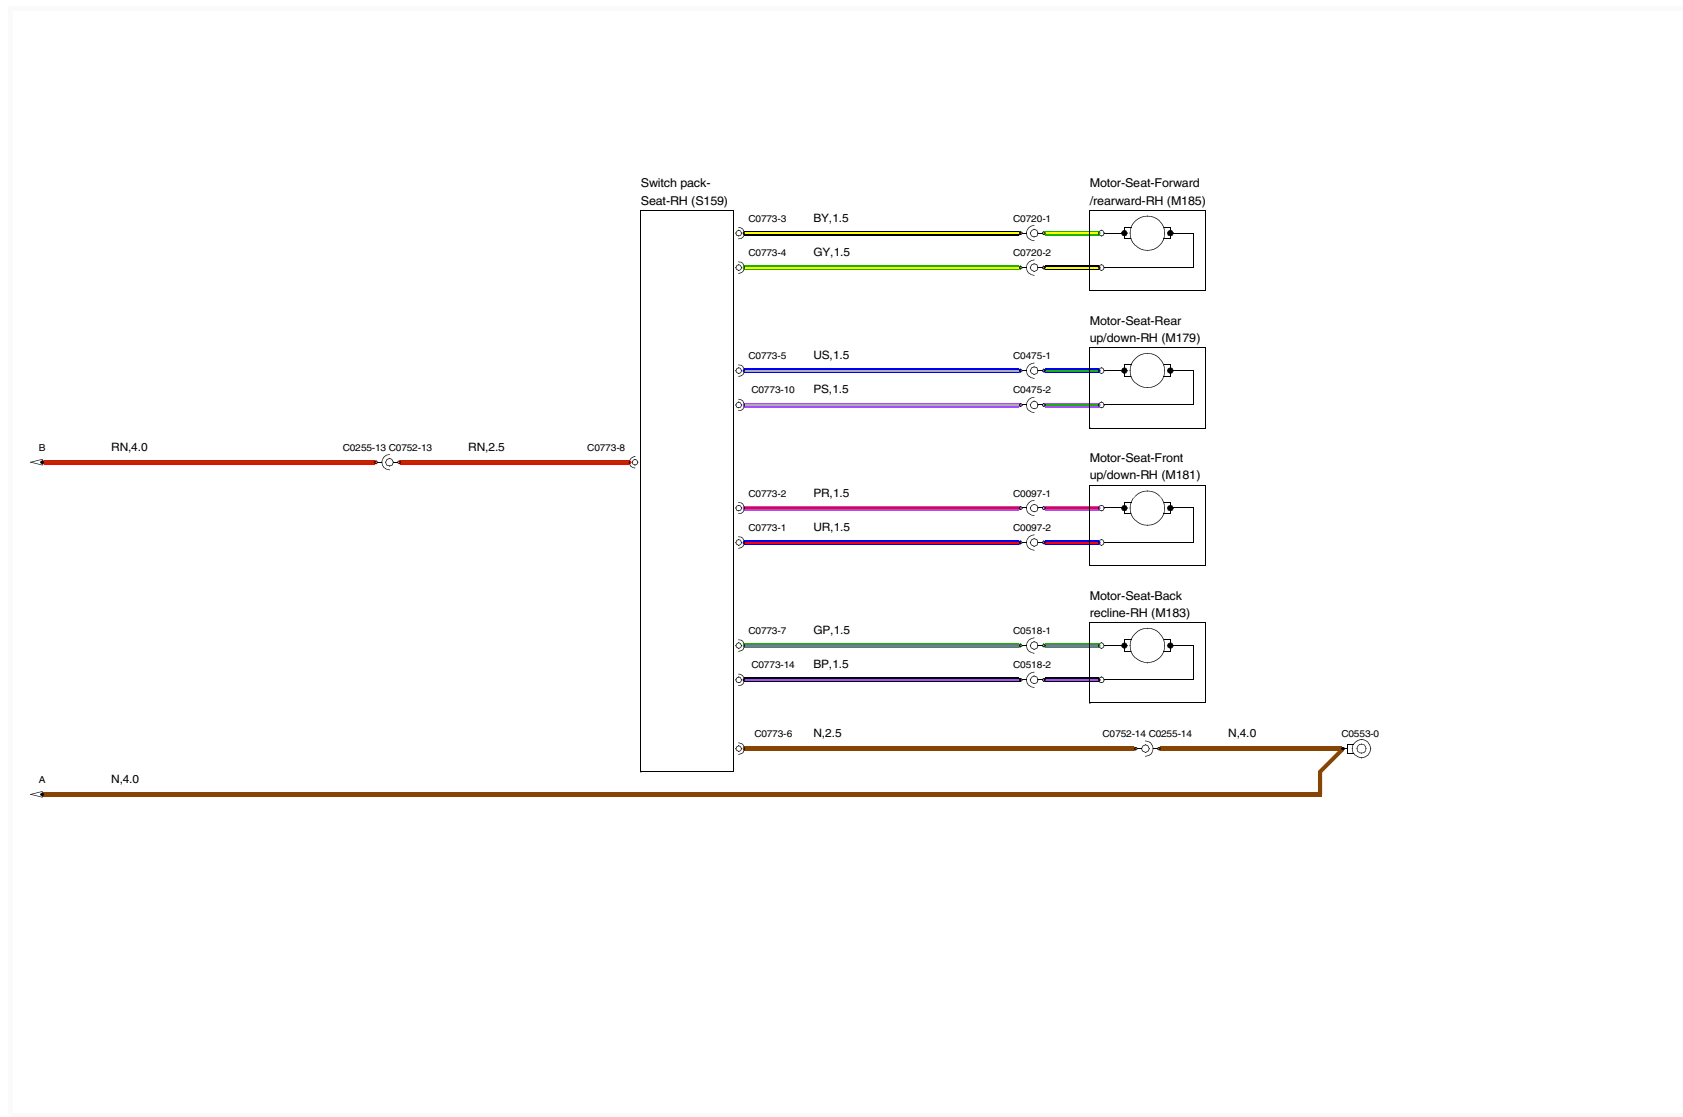 Switch pack-
Seat-RH (S159)
Motor-Seat-Forward
/rearward-RH (M185)
C0773-3 BY,1.5 C0720-1
C0773-4 GY,1.5 C0720-2
Motor-Seat-Rear
up/down-RH (M179)
C0773-5 US,1.5 C0475-1
C0773-10 PS,1.5 C0475-2
B RN,4.0 C0255-13 C0752-13 RN,2.5 C0773-8
Motor-Seat-Front
up/down-RH (M181)
C0773-2 PR,1.5 C0097-1
C0773-1 UR,1.5 C0097-2
Motor-Seat-Back
recline-RH (M183)
C0773-7 GP,1.5 C0518-1
C0773-14 BP,1.5 C0518-2
C0773-6 N,2.5 C0752-14 C0255-14 N,4.0 C0553-0
A N,4.0